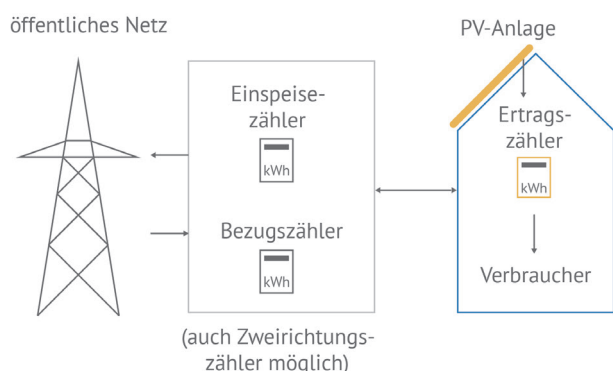 öffentliches Netz
PV-Anlage
Einspeise-
zähler
kWh
Ertrags-
zähler
kWh
Bezugszähler
kWh
Verbraucher
(auch Zweirichtungs-
zähler möglich)